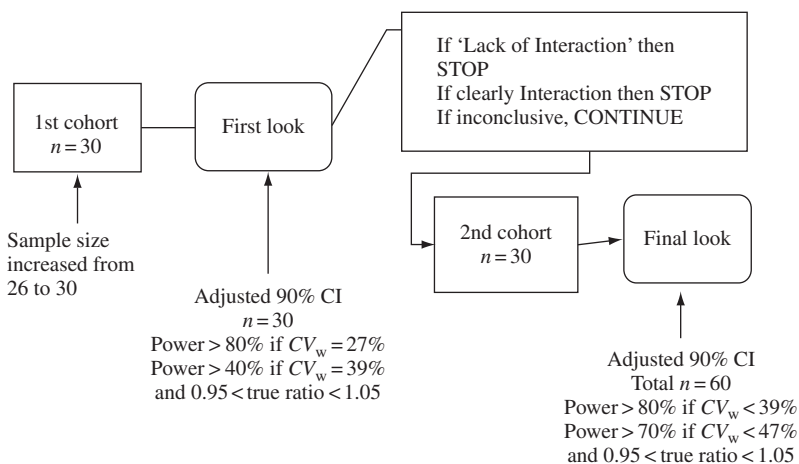 If ‘Lack of Interaction’ then
STOP
If clearly Interaction then STOP
If inconclusive, CONTINUE
1st cohort
n = 30
First look
2nd cohort
n = 30
Final look
Sample size
increased from
26 to 30
Adjusted 90% CI
n = 30
Power > 80% if CVw = 27%
Power > 40% if CVw = 39%
and 0.95 < true ratio < 1.05
Adjusted 90% CI
Total n = 60
Power > 80% if CVw < 39%
Power > 70% if CVw < 47%
and 0.95 < true ratio < 1.05